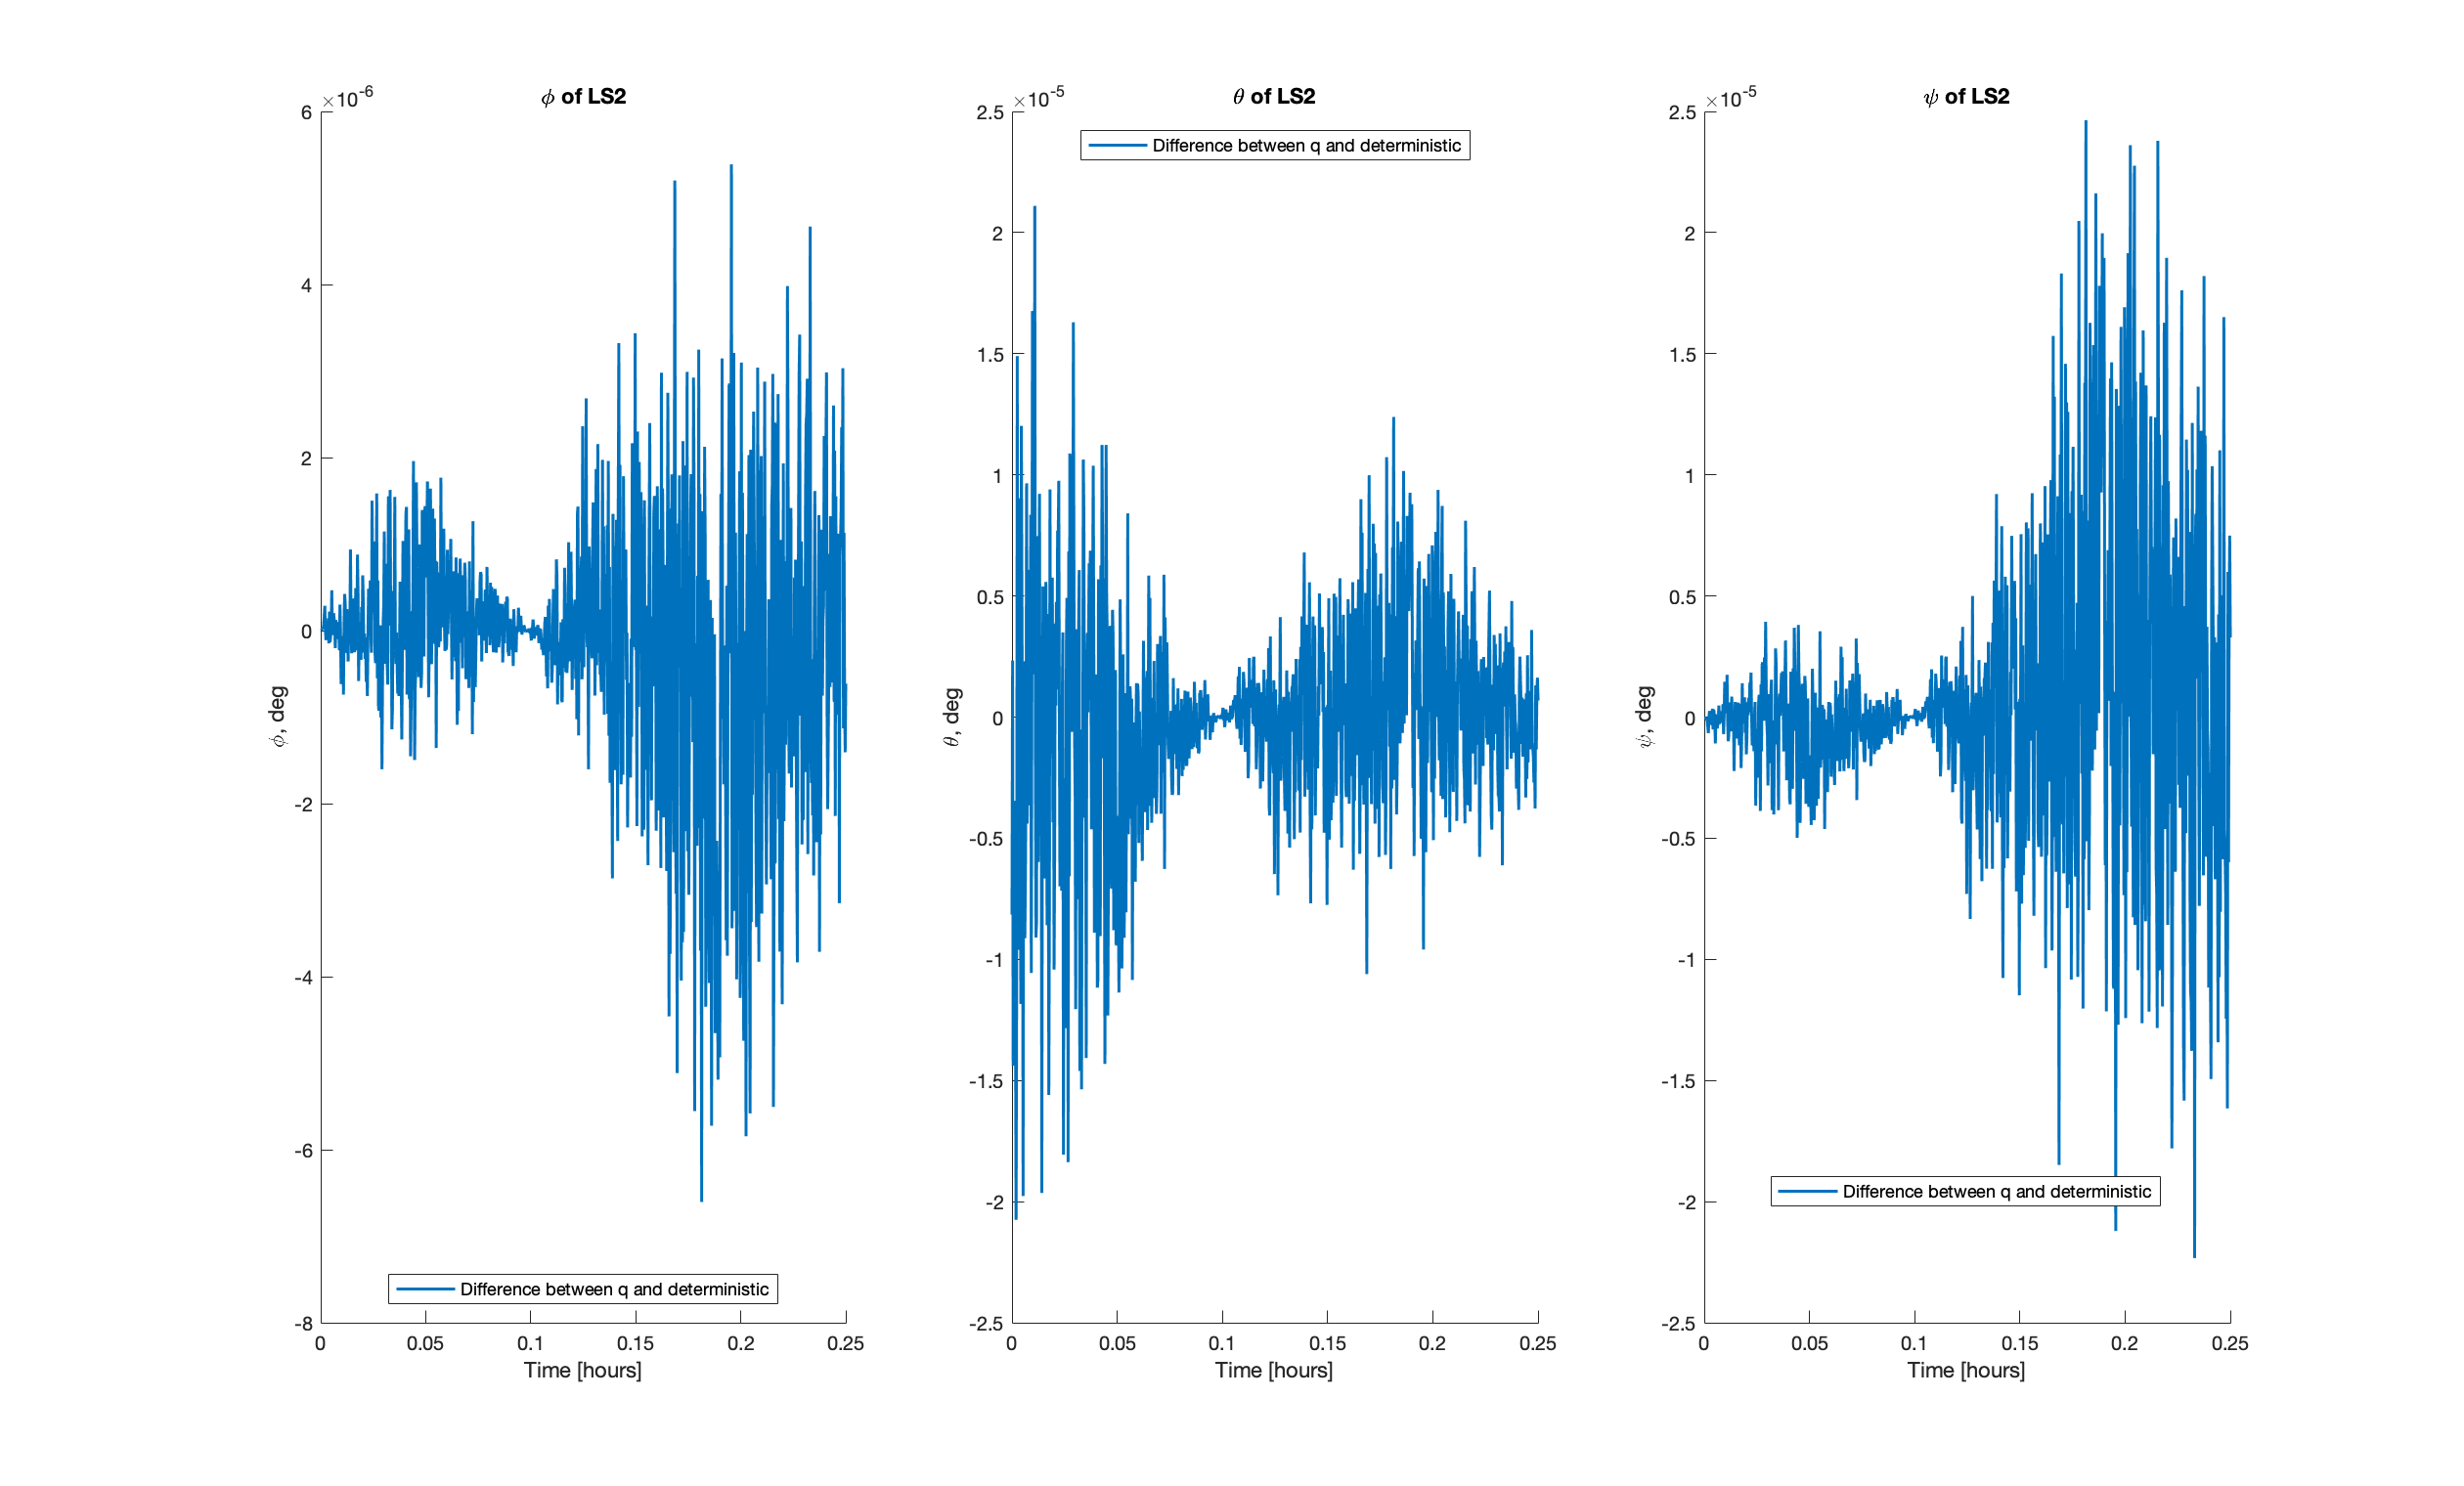 ϕ of LS2
×10^-6
6
4
2
0
-2
-4
-6
-8
ϕ, deg
0 0.05 0.1 0.15 0.2 0.25
Time [hours]
Difference between q and deterministic
θ of LS2
×10^-5
2.5
2
1.5
1
0.5
0
-0.5
-1
-1.5
-2
-2.5
θ, deg
0 0.05 0.1 0.15 0.2 0.25
Time [hours]
Difference between q and deterministic
ψ of LS2
×10^-5
2.5
2
1.5
1
0.5
0
-0.5
-1
-1.5
-2
-2.5
ψ, deg
0 0.05 0.1 0.15 0.2 0.25
Time [hours]
Difference between q and deterministic